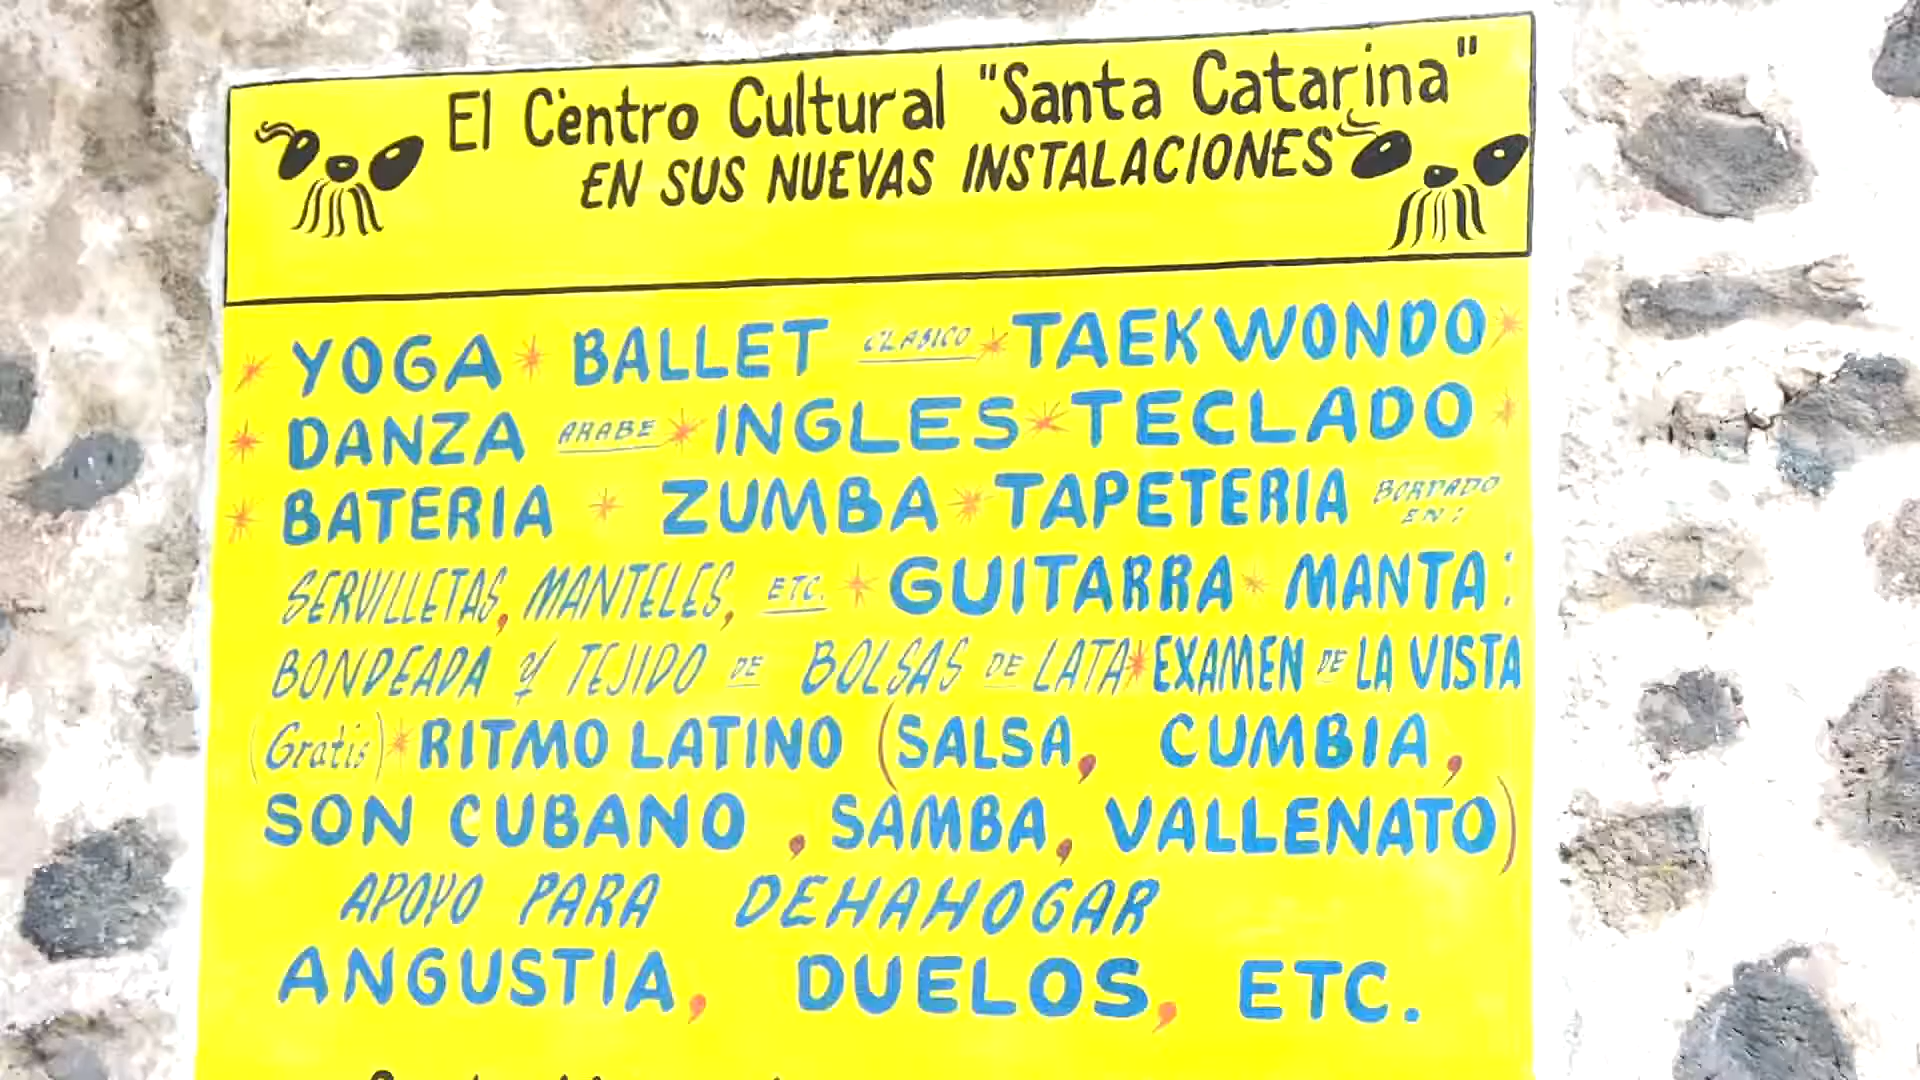 El Centro Cultural "Santa Catarina"
EN SUS NUEVAS INSTALACIONES
* YOGA * BALLET CLASICO * TAEKWONDO *
* DANZA ARABE * INGLES * TECLADO *
* BATERIA * ZUMBA * TAPETERIA BORDADO EN:
SERVILLETAS, MANTELES, ETC. * GUITARRA * MANTA:
BONDEADA Y TEJIDO DE BOLSAS DE LATA * EXAMEN DE LA VISTA
(Gratis) * RITMO LATINO (SALSA, CUMBIA,
SON CUBANO, SAMBA, VALLENATO)
APOYO PARA DEHAHOGAR
ANGUSTIA, DUELOS, ETC.